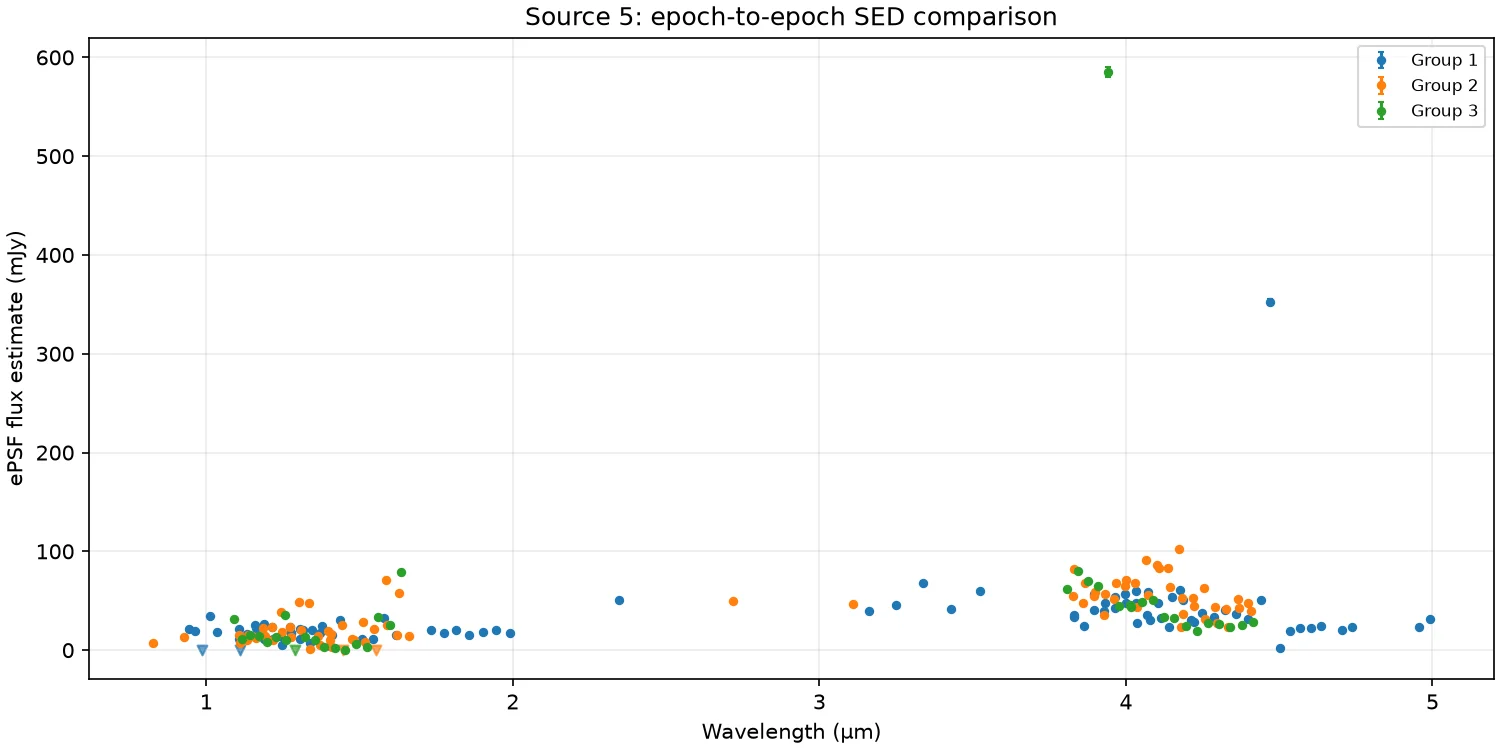 Source 5: epoch-to-epoch SED comparison
600
500
400
300
200
100
0
ePSF flux estimate (mJy)
Group 1
Group 2
Group 3
1
2
3
4
5
Wavelength (μm)